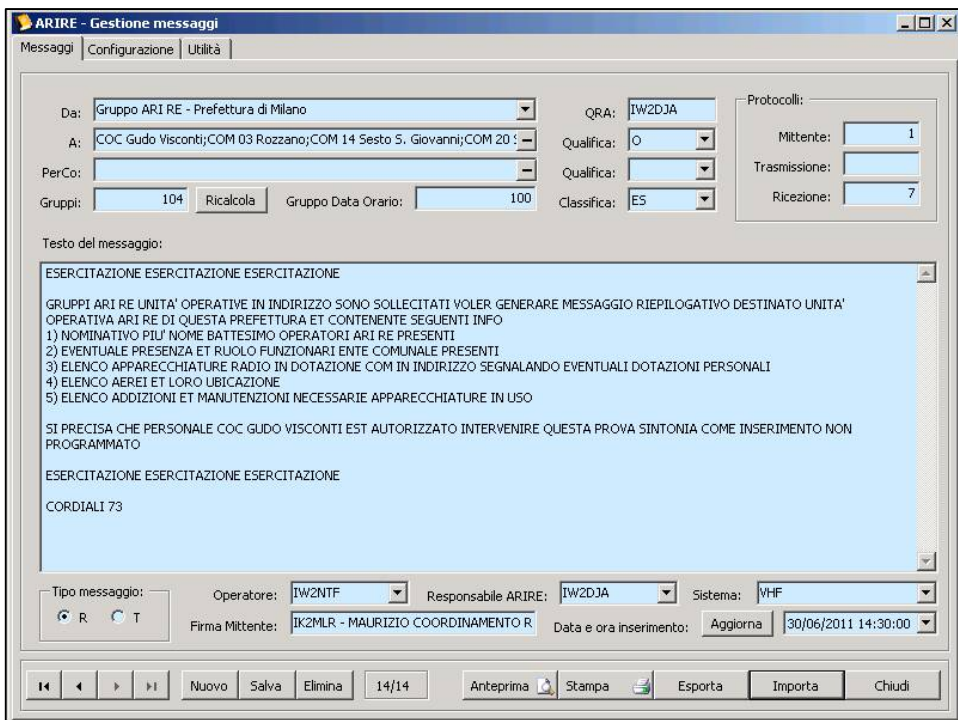 ARIRE - Gestione messaggi
Messaggi Configurazione Utilità
Da: Gruppo ARI RE - Prefettura di Milano QRA: IW2DJA Protocolli:
A: COC Gudo Visconti;COM 03 Rozzano;COM 14 Sesto S. Giovanni;COM 20 Qualifica: O Mittente: 1
PerCo: Qualifica: Trasmissione:
Gruppi: 104 Ricalcola Gruppo Data Orario: 100 Classifica: ES Ricezione: 7
Testo del messaggio:
ESERCITAZIONE ESERCITAZIONE ESERCITAZIONE
GRUPPI ARI RE UNITA' OPERATIVE IN INDIRIZZO SONO SOLLECITATI VOLER GENERARE MESSAGGIO RIEPILOGATIVO DESTINATO UNITA'
OPERATIVA ARI RE DI QUESTA PREFETTURA ET CONTENENTE SEGUENTI INFO
1) NOMINATIVO PIU' NOME BATTESIMO OPERATORI ARI RE PRESENTI
2) EVENTUALE PRESENZA ET RUOLO FUNZIONARI ENTE COMUNALE PRESENTI
3) ELENCO APPARECCHIATURE RADIO IN DOTAZIONE COM IN INDIRIZZO SEGNALANDO EVENTUALI DOTAZIONI PERSONALI
4) ELENCO AEREI ET LORO UBICAZIONE
5) ELENCO ADDIZIONI ET MANUTENZIONI NECESSARIE APPARECCHIATURE IN USO
SI PRECISA CHE PERSONALE COC GUDO VISCONTI EST AUTORIZZATO INTERVENIRE QUESTA PROVA SINTONIA COME INSERIMENTO NON
PROGRAMMATO
ESERCITAZIONE ESERCITAZIONE ESERCITAZIONE
CORDIALI 73
Tipo messaggio: Operatore: IW2NTF Responsabile ARIRE: IW2DJA Sistema: VHF
R T Firma Mittente: IK2MLR - MAURIZIO COORDINAMENTO R Data e ora inserimento: Aggiorna 30/06/2011 14:30:00
Nuovo Salva Elimina 14/14 Anteprima Stampa Esporta Importa Chiudi